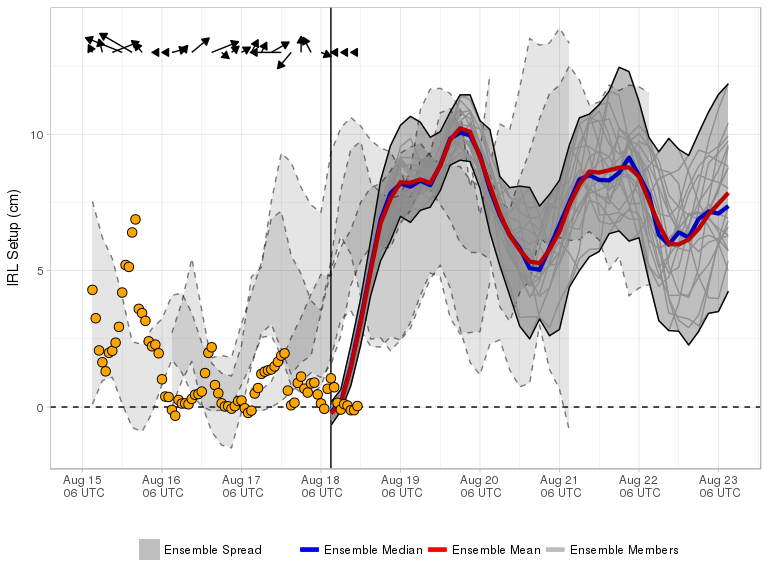 IRL Setup (cm)
10
5
0
Aug 15 Aug 16 Aug 17 Aug 18 Aug 19 Aug 20 Aug 21 Aug 22 Aug 23
06 UTC 06 UTC 06 UTC 06 UTC 06 UTC 06 UTC 06 UTC 06 UTC 06 UTC
Ensemble Spread Ensemble Median Ensemble Mean Ensemble Members